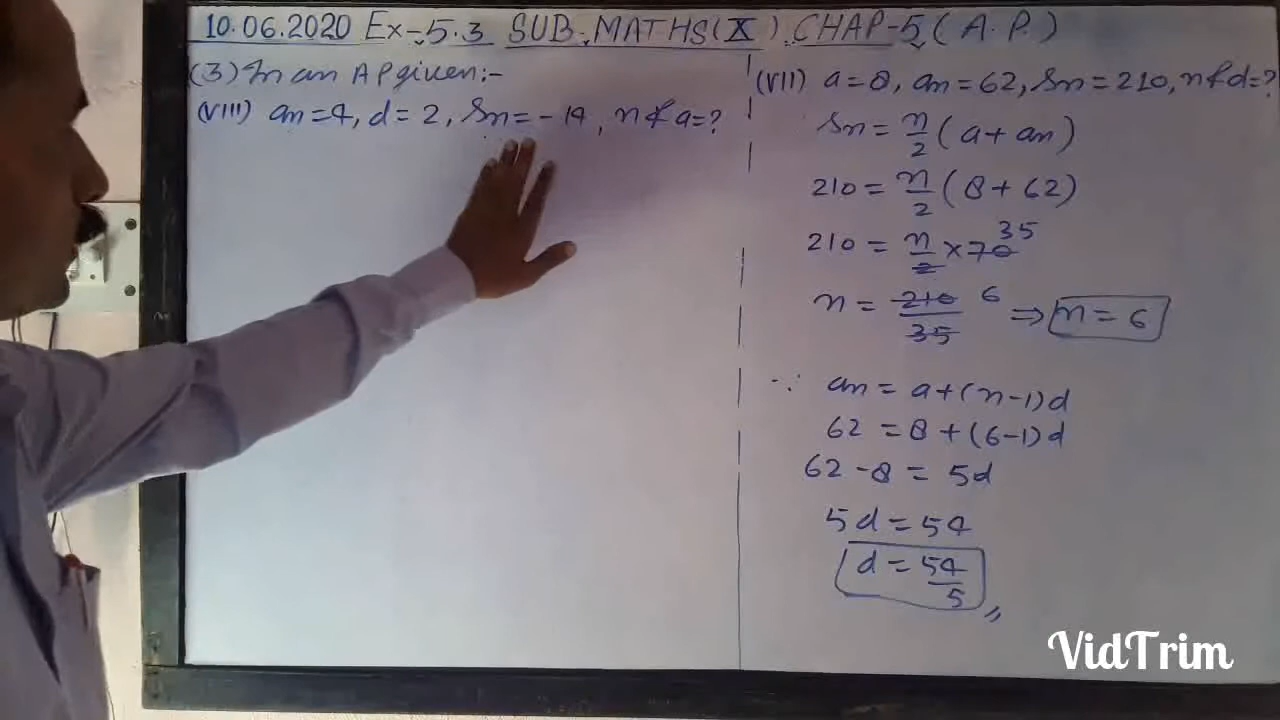 10.06.2020 Ex-5.3 SUB-MATHS(X) CHAP-5(A.P.)
(3) In an AP given:-
(VIII) an=4, d=2, Sn=-14, n & a=?
(VII) a=8, an=62, Sn=210, n & d=?
Sn = n/2 (a+an)
210 = n/2 (8+62)
210 = n/2 × 70 35
n = 210/35 6 ⇒ n=6
∵ an = a+(n-1)d
62 = 8+(6-1)d
62-8 = 5d
5d = 54
d = 54/5 〃
VidTrim